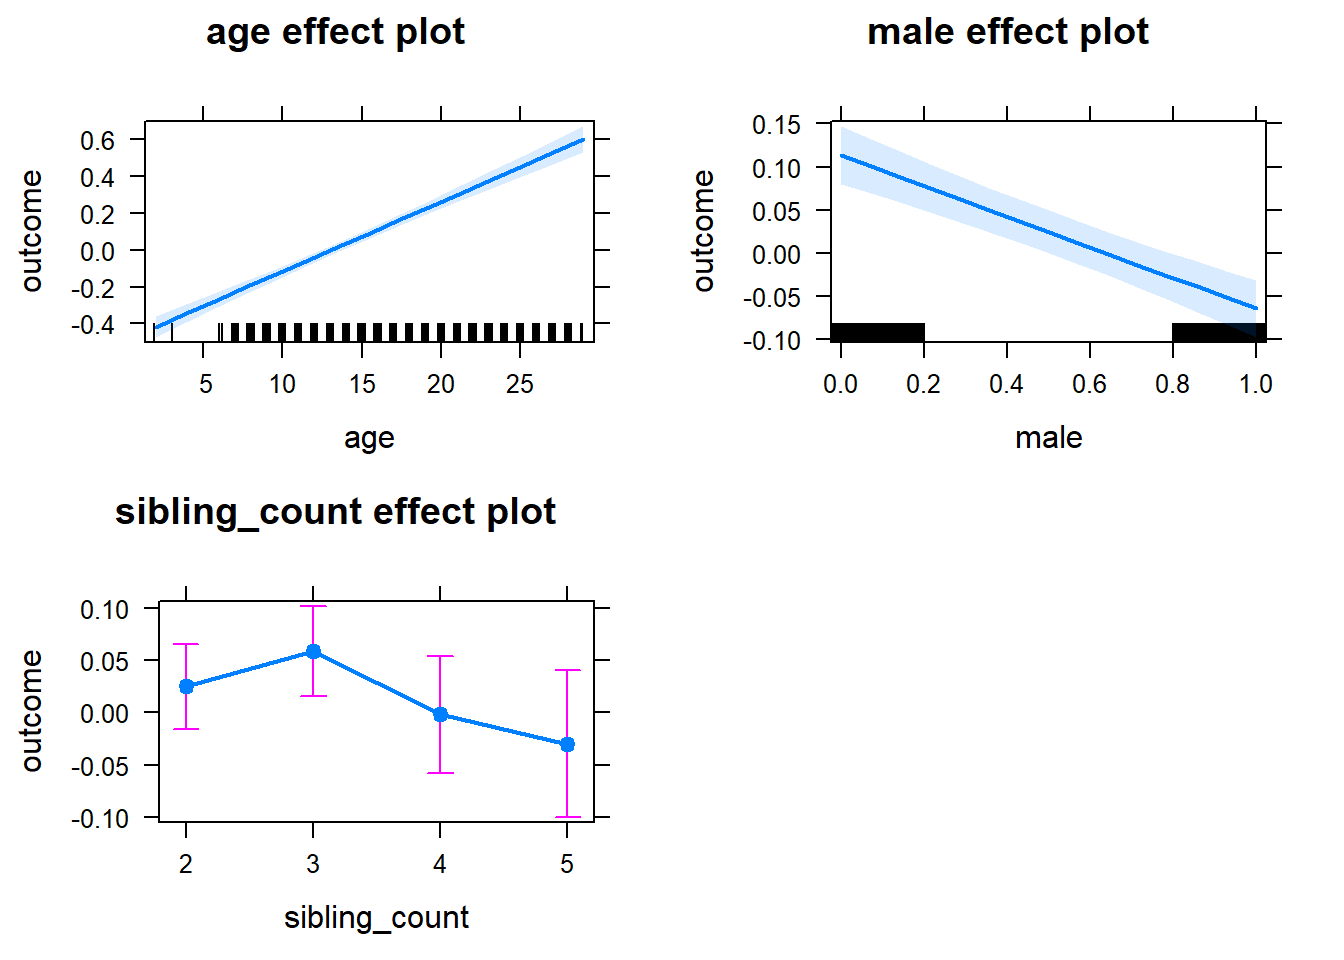 age effect plot
outcome
0.6
0.4
0.2
0.0
-0.2
-0.4
5 10 15 20 25
age
male effect plot
outcome
0.15
0.10
0.05
0.00
-0.05
-0.10
0.0 0.2 0.4 0.6 0.8 1.0
male
sibling_count effect plot
outcome
0.10
0.05
0.00
-0.05
-0.10
2 3 4 5
sibling_count